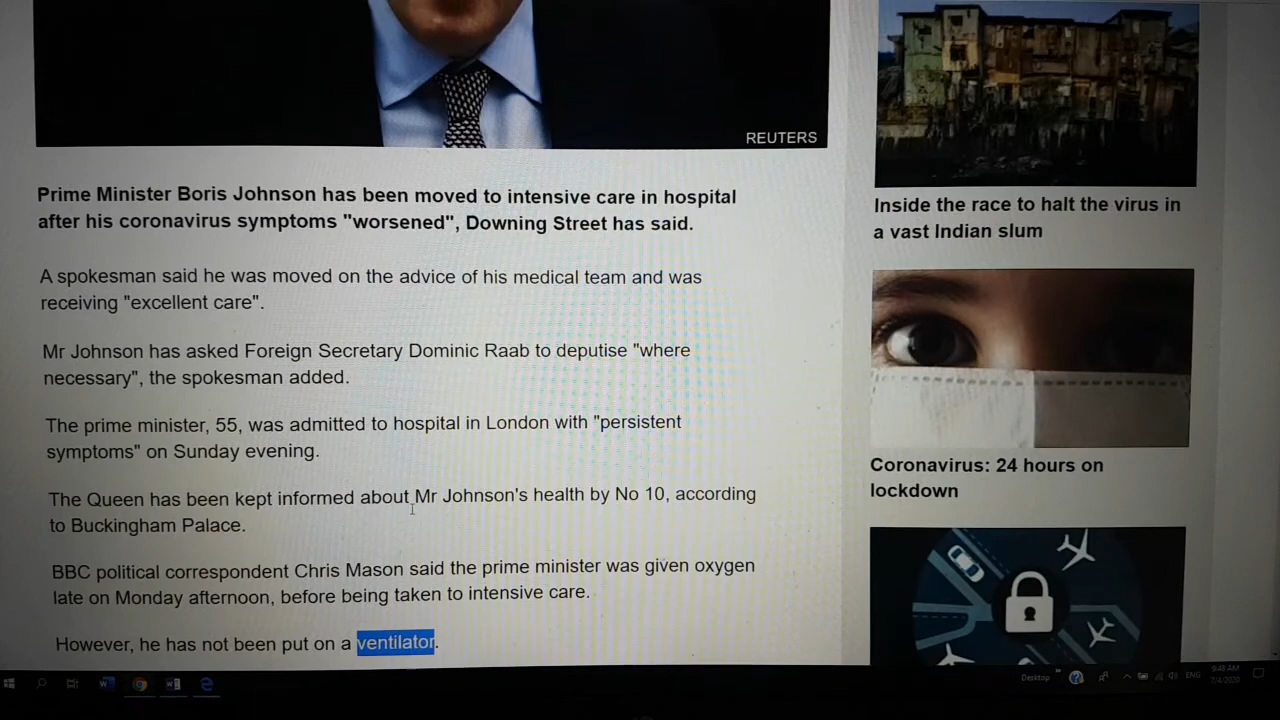 REUTERS
Prime Minister Boris Johnson has been moved to intensive care in hospital
after his coronavirus symptoms "worsened", Downing Street has said.
A spokesman said he was moved on the advice of his medical team and was
receiving "excellent care".
Mr Johnson has asked Foreign Secretary Dominic Raab to deputise "where
necessary", the spokesman added.
The prime minister, 55, was admitted to hospital in London with "persistent
symptoms" on Sunday evening.
The Queen has been kept informed about Mr Johnson's health by No 10, according
to Buckingham Palace.
BBC political correspondent Chris Mason said the prime minister was given oxygen
late on Monday afternoon, before being taken to intensive care.
However, he has not been put on a ventilator.
Inside the race to halt the virus in
a vast Indian slum
Coronavirus: 24 hours on
lockdown
Desktop
ENG
9:48 AM
7/4/2020